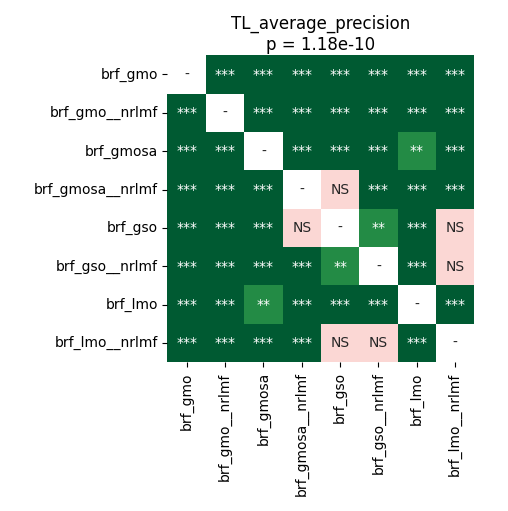 TL_average_precision
p = 1.18e-10
brf_gmo - *** *** *** *** *** *** ***
brf_gmo__nrlmf *** - *** *** *** *** *** ***
brf_gmosa *** *** - *** *** *** ** ***
brf_gmosa__nrlmf *** *** *** - NS *** *** ***
brf_gso *** *** *** NS - ** *** NS
brf_gso__nrlmf *** *** *** *** ** - *** NS
brf_lmo *** *** ** *** *** *** - ***
brf_lmo__nrlmf *** *** *** *** NS NS *** -
brf_gmo
brf_gmo__nrlmf
brf_gmosa
brf_gmosa__nrlmf
brf_gso
brf_gso__nrlmf
brf_lmo
brf_lmo__nrlmf